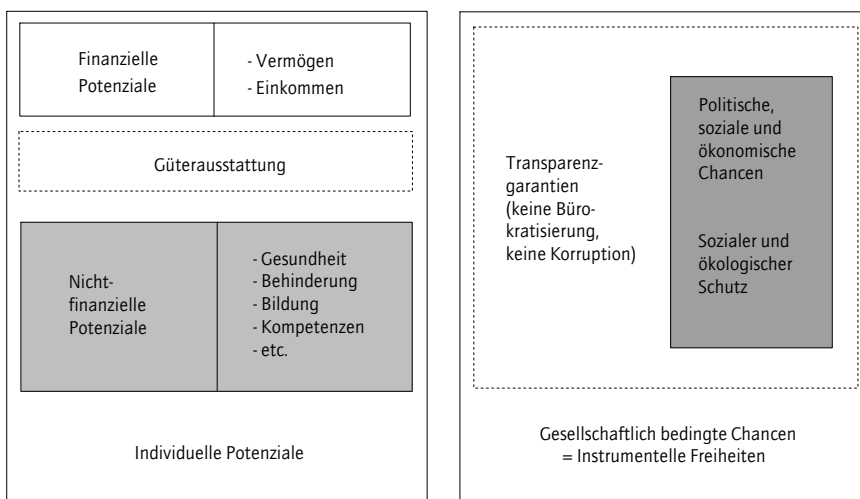 Finanzielle
Potenziale
- Vermögen
- Einkommen
Güterausstattung
Nicht-
finanzielle
Potenziale
- Gesundheit
- Behinderung
- Bildung
- Kompetenzen
- etc.
Individuelle Potenziale
Transparenz-
garantien
(keine Büro-
kratisierung,
keine Korruption)
Politische,
soziale und
ökonomische
Chancen
Sozialer und
ökologischer
Schutz
Gesellschaftlich bedingte Chancen
= Instrumentelle Freiheiten